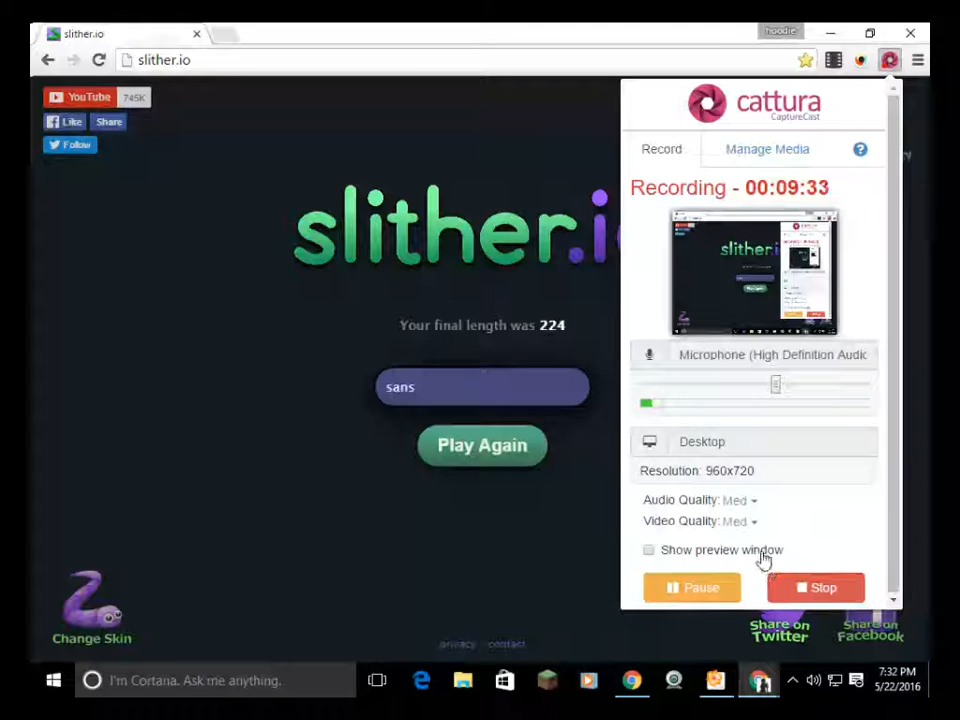 slither.io
hoodie
slither.io
YouTube 745K
Like Share
Follow
cattura
CaptureCast
Record Manage Media ?
Recording - 00:09:33
slither.i
Your final length was 224
Microphone (High Definition Audic
sans
Play Again
Desktop
Resolution: 960x720
Audio Quality: Med
Video Quality: Med
Show preview window
Pause Stop
Change Skin
privacy contact
Share on Twitter
Share on Facebook
I'm Cortana. Ask me anything.
7:32 PM
5/22/2016